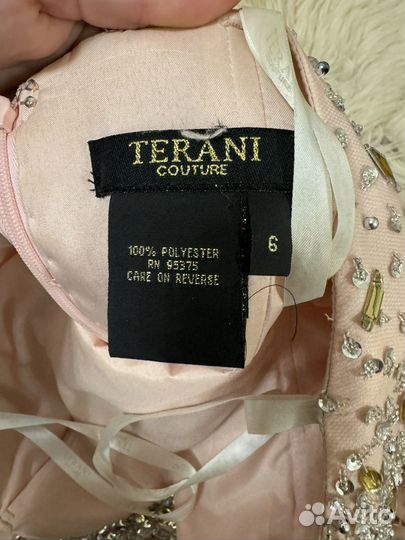 TERANI
COUTURE
6
100% POLYESTER
RN 95375
CARE ON REVERSE
Avito